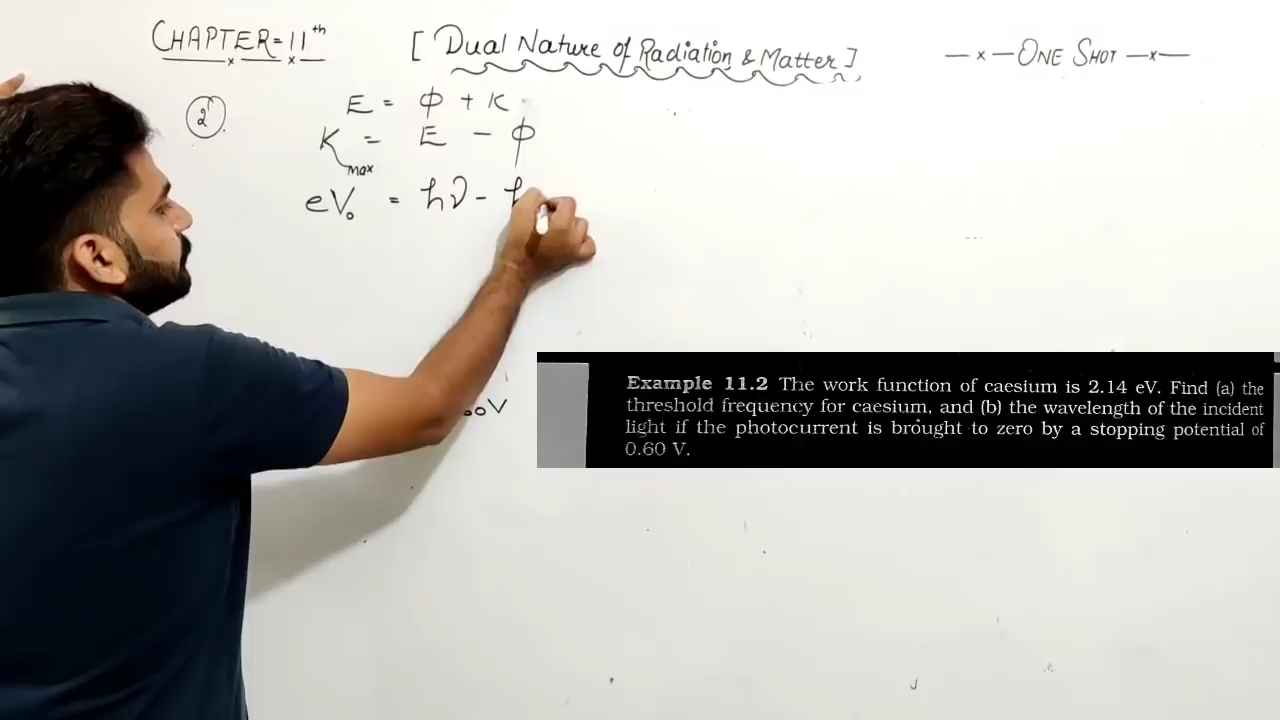 CHAPTER=11th
[ Dual Nature of Radiation & Matter ]
—x— ONE SHOT —x—
2
E = φ + K
Kmax = E - φ
eV₀ = hν - h
Example 11.2 The work function of caesium is 2.14 eV. Find (a) the
threshold frequency for caesium, and (b) the wavelength of the incident
light if the photocurrent is brought to zero by a stopping potential of
0.60 V.